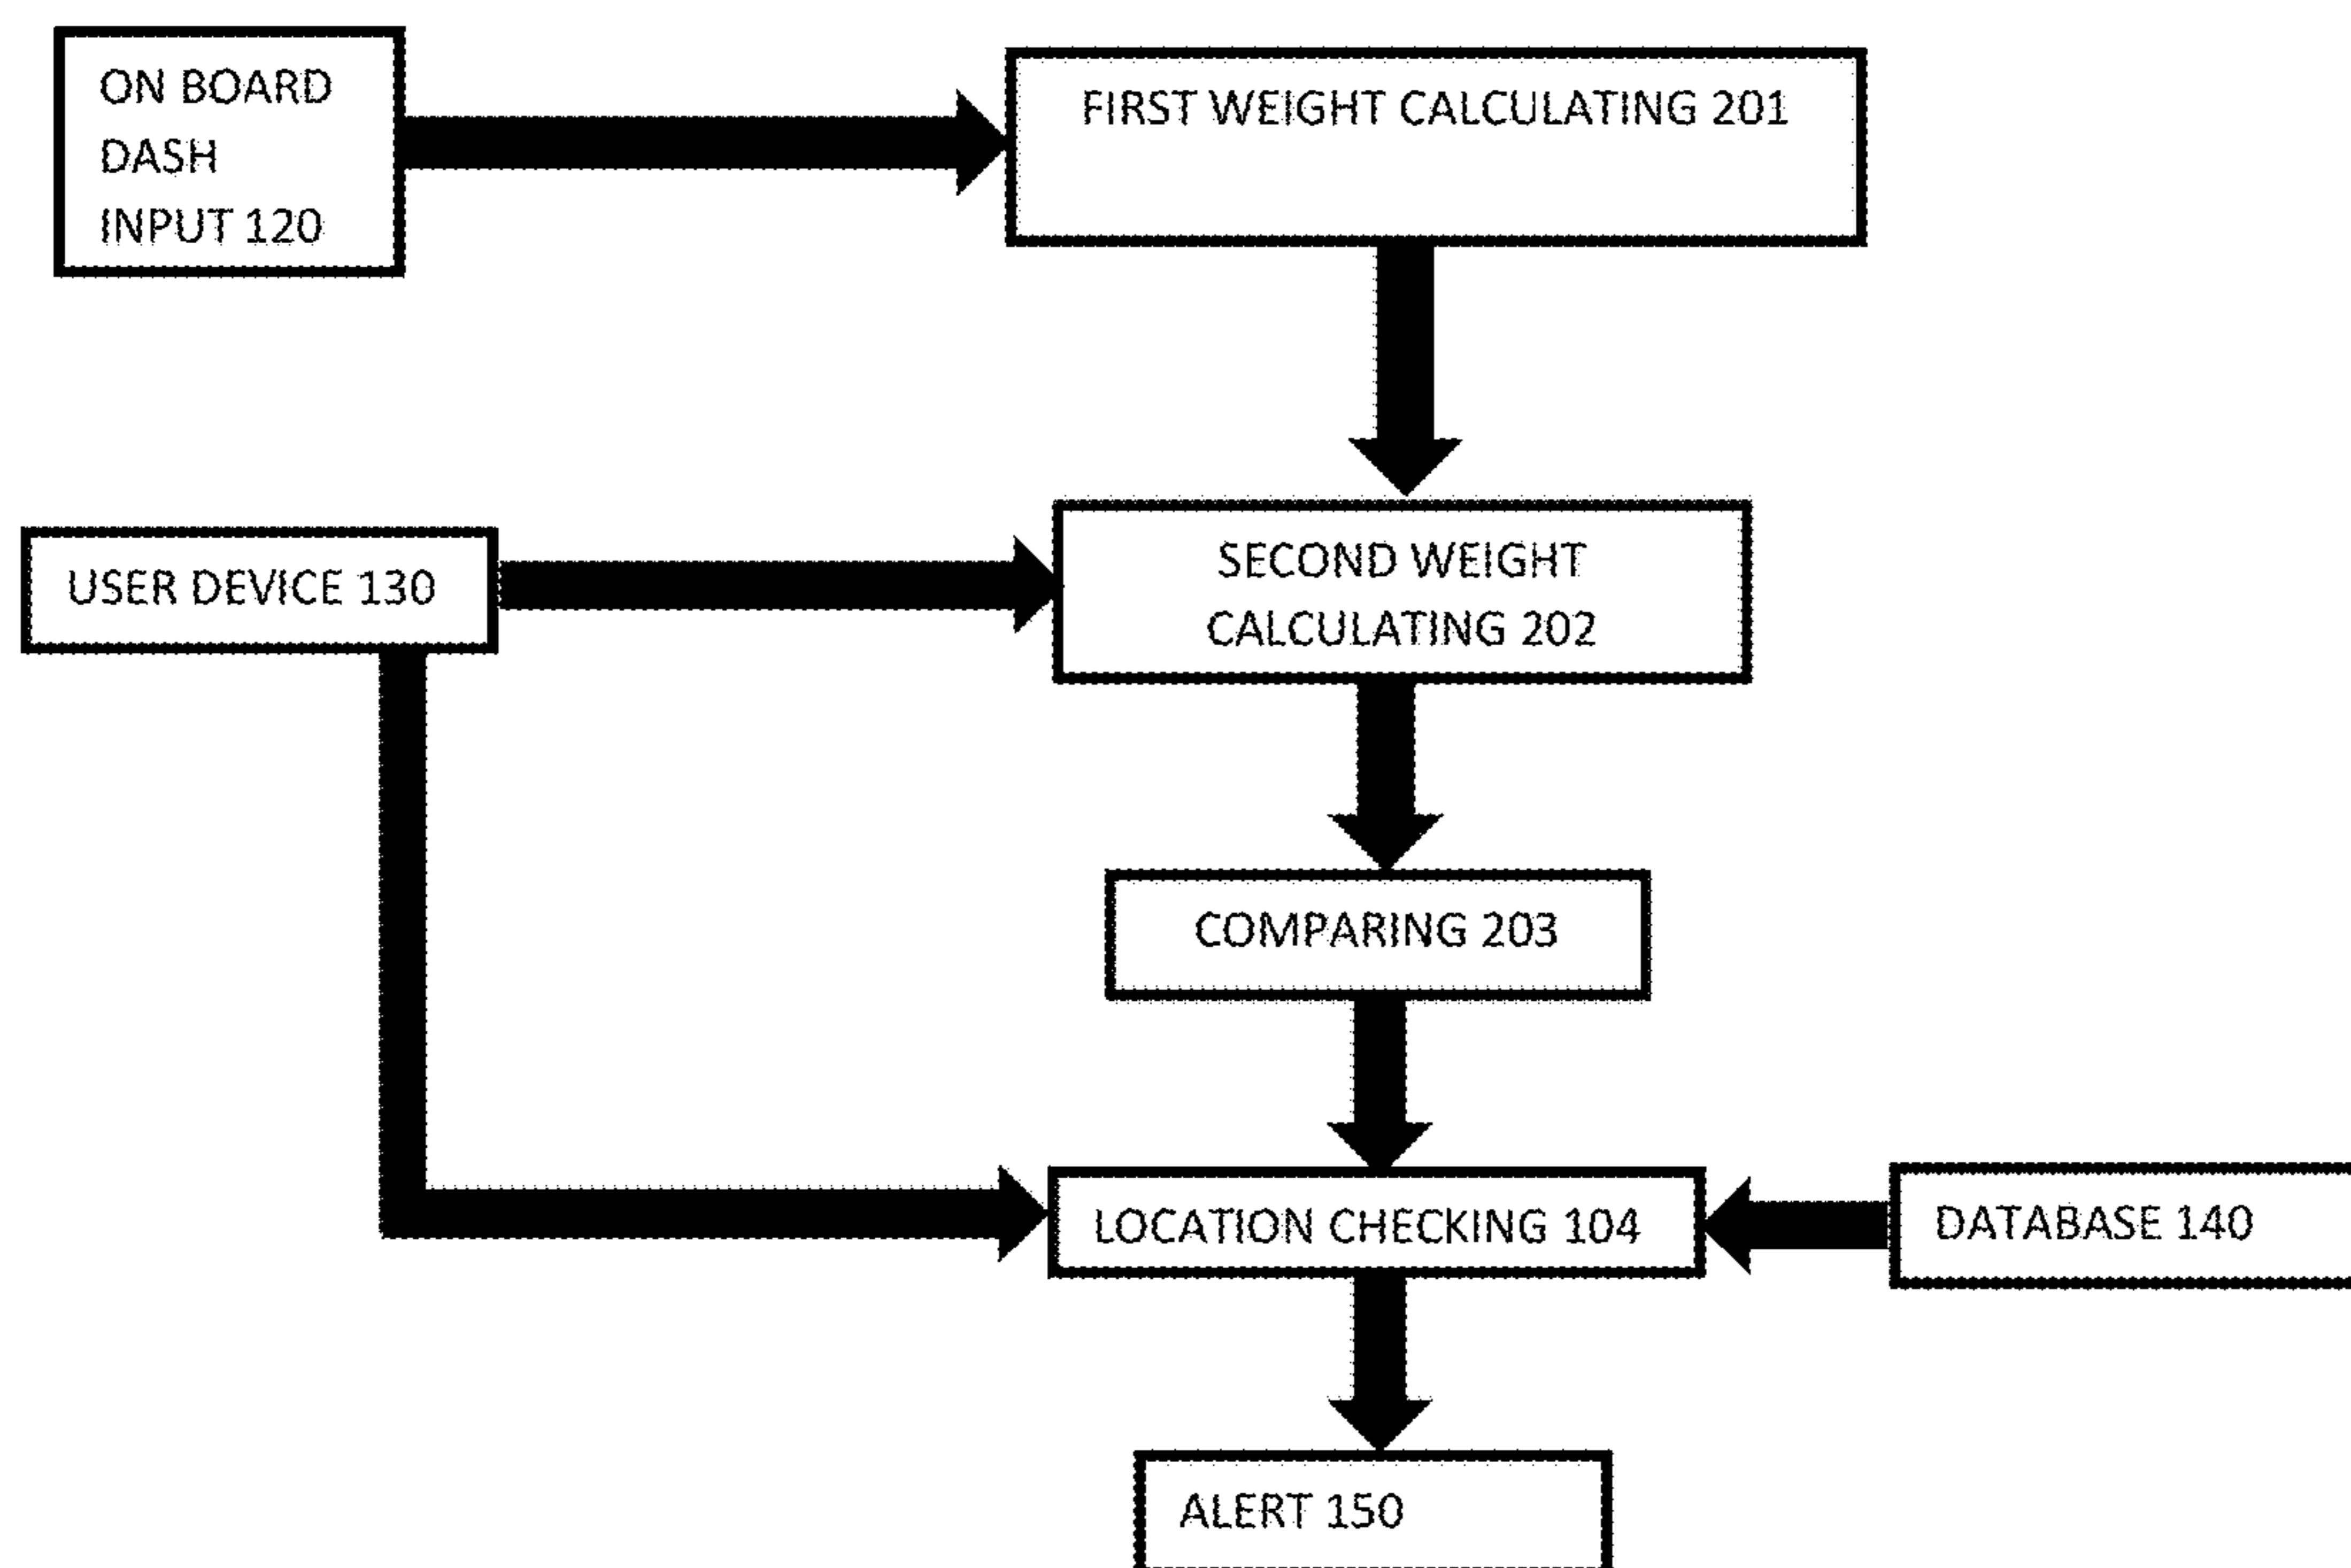 ON BOARD
DASH
INPUT 120
FIRST WEIGHT CALCULATING 201
USER DEVICE 130
SECOND WEIGHT
CALCULATING 202
COMPARING 203
LOCATION CHECKING 104
DATABASE 140
ALERT 150